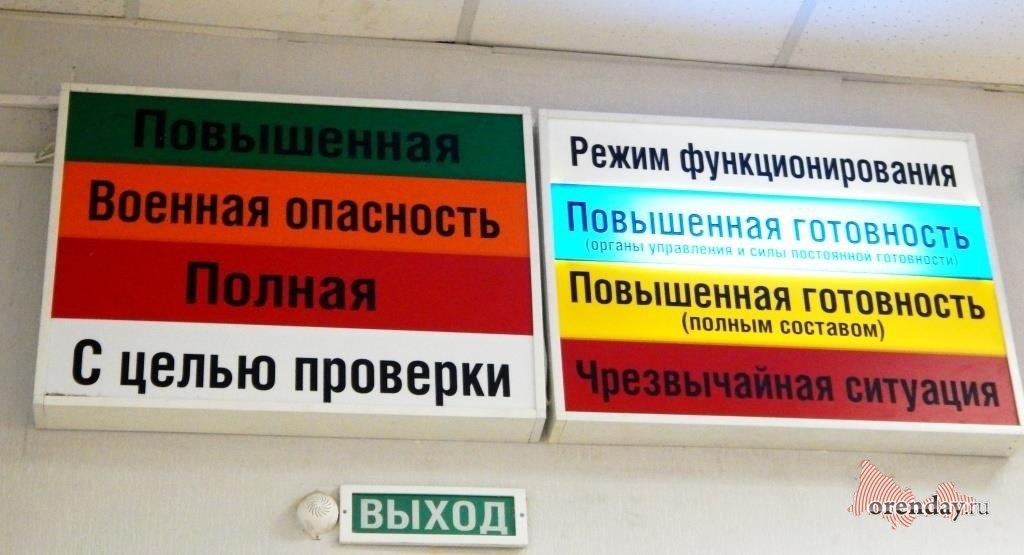 Повышенная
Военная опасность
Полная
С целью проверки
Режим функционирования
Повышенная готовность
(органы управления и силы постоянной готовности)
Повышенная готовность
(полным составом)
Чрезвычайная ситуация
ВЫХОД
orenday.ru